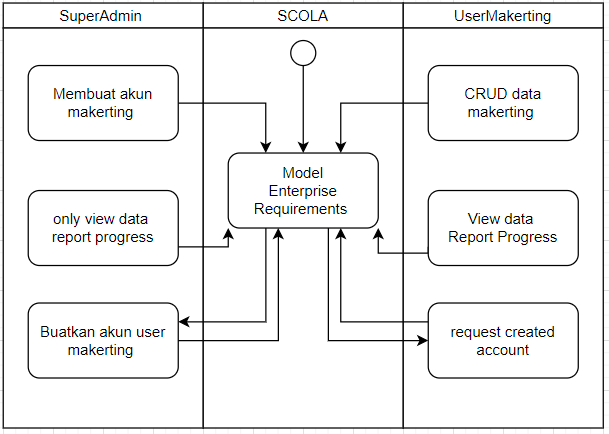 SuperAdmin
SCOLA
UserMakerting
Membuat akun
makerting
CRUD data
makerting
Model
Enterprise
Requirements
only view data
report progress
View data
Report Progress
Buatkan akun user
makerting
request created
account